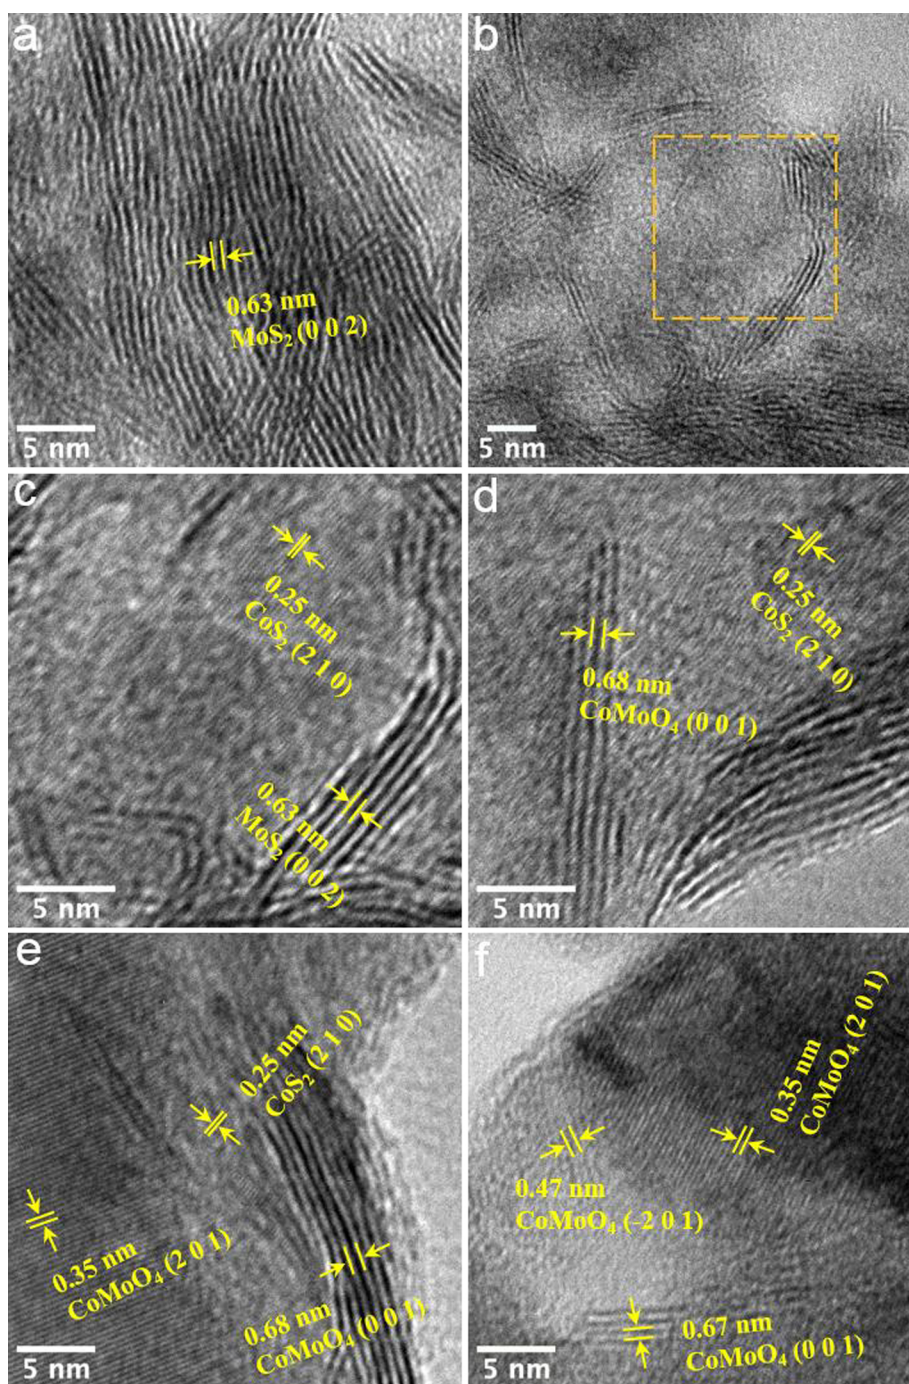 a
0.63 nm
MoS₂ (0 0 2)
5 nm
b
5 nm
c
0.25 nm
CoS₂ (2 1 0)
0.63 nm
MoS₂ (0 0 2)
5 nm
d
0.25 nm
CoS₂ (2 1 0)
0.68 nm
CoMoO₄ (0 0 1)
5 nm
e
0.25 nm
CoS₂ (2 1 0)
0.35 nm
CoMoO₄ (2 0 1)
0.68 nm
CoMoO₄ (0 0 1)
5 nm
f
0.35 nm
CoMoO₄ (2 0 1)
0.47 nm
CoMoO₄ (-2 0 1)
0.67 nm
CoMoO₄ (0 0 1)
5 nm